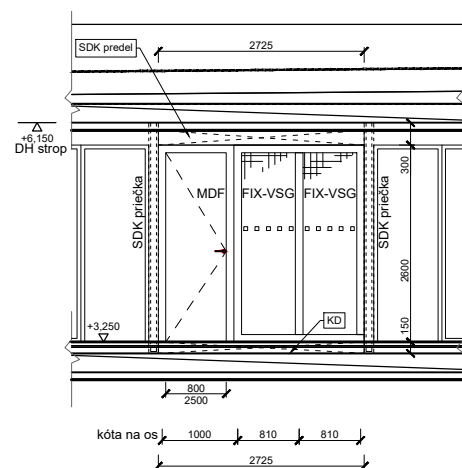 2725
SDK predel
+6,150
DH strop
300
SDK priečka
MDF
FIX-VSG
FIX-VSG
SDK priečka
2600
+3,250
KD
150
800
2500
kóta na os
1000
810
810
2725